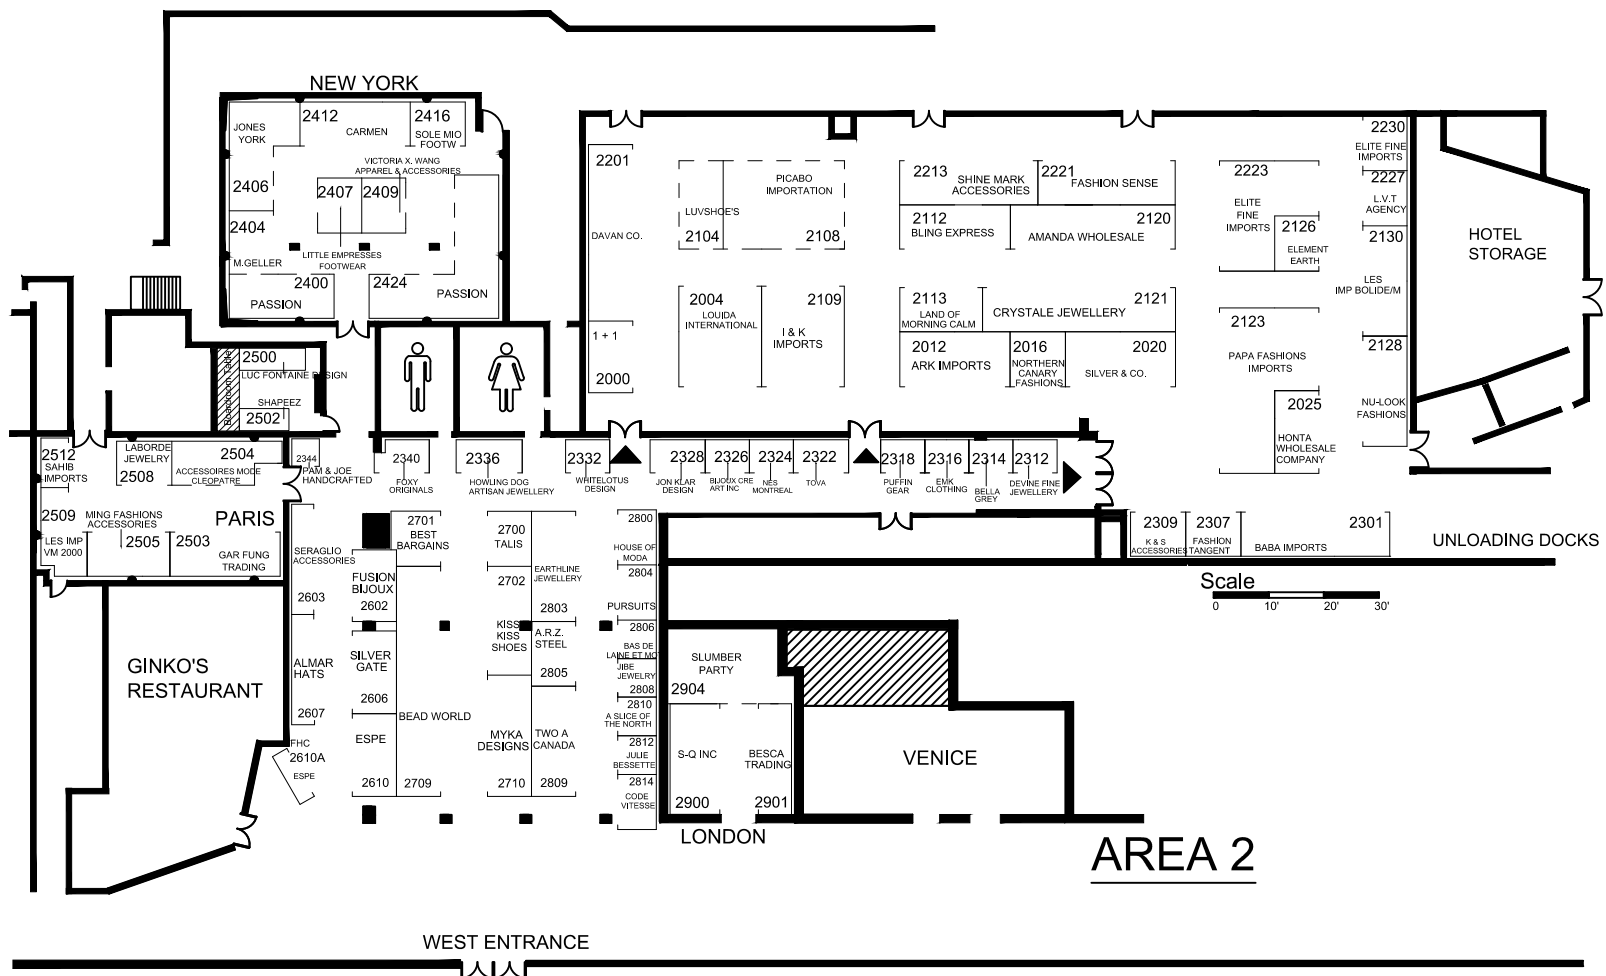 NEW YORK
2412
2416
JONES
YORK
CARMEN
SOLE MIO
FOOTW
VICTORIA X. WANG
APPAREL & ACCESSORIES
2406
2407
2409
2404
M.GELLER
LITTLE EMPRESSES
FOOTWEAR
2400
2424
PASSION
PASSION
2201
DAVAN CO.
1 + 1
2000
PICABO
IMPORTATION
LUVSHOE'S
2104
2108
2213
SHINE MARK
ACCESSORIES
2221
FASHION SENSE
2112
BLING EXPRESS
2120
AMANDA WHOLESALE
2223
ELITE
FINE
IMPORTS
2126
ELEMENT
EARTH
2230
ELITE FINE
IMPORTS
2227
L.V.T
AGENCY
2130
LES
IMP BOLIDE/M
2128
NU-LOOK
FASHIONS
HOTEL
STORAGE
2004
LOUIDA
INTERNATIONAL
2109
I & K
IMPORTS
2113
LAND OF
MORNING CALM
2121
CRYSTALE JEWELLERY
2012
ARK IMPORTS
2016
NORTHERN
CANARY
FASHIONS
2020
SILVER & CO.
2123
PAPA FASHIONS
IMPORTS
2025
HONTA
WHOLESALE
COMPANY
Boardroom Table
2500
LUC FONTAINE DESIGN
SHAPEEZ
2502
2512
SAHIB
IMPORTS
LABORDE
JEWELRY
2508
2504
ACCESSOIRES MODE
CLEOPATRE
2509
MING FASHIONS
ACCESSORIES
PARIS
LES IMP
VM 2000
2505
2503
GAR FUNG
TRADING
2344
PAM & JOE
HANDCRAFTED
2340
FOXY
ORIGINALS
2336
HOWLING DOG
ARTISAN JEWELLERY
2332
WHITELOTUS
DESIGN
2328
JON KLAR
DESIGN
2326
BIJOUX CRE
ART INC
2324
NES
MONTREAL
2322
TOVA
2318
PUFFIN
GEAR
2316
EMK
CLOTHING
2314
BELLA
GREY
2312
DEVINE FINE
JEWELLERY
2309
K & S
ACCESSORIES
2307
FASHION
TANGENT
2301
BABA IMPORTS
UNLOADING DOCKS
Scale
0 10' 20' 30'
SERAGLIO
ACCESSORIES
2603
ALMAR
HATS
2607
FHC
2610A
ESPE
2701
BEST
BARGAINS
FUSION
BIJOUX
2602
SILVER
GATE
2606
ESPE
2610
BEAD WORLD
2709
2700
TALIS
2702
KISS
KISS
SHOES
MYKA
DESIGNS
2710
EARTHLINE
JEWELLERY
2803
A.R.Z.
STEEL
2805
TWO A
CANADA
2809
2800
HOUSE OF
MODA
2804
PURSUITS
2806
BAS DE
LAINE ET MOI
JIBE
JEWELRY
2808
2810
A SLICE OF
THE NORTH
2812
JULIE
BESSETTE
2814
CODE
VITESSE
GINKO'S
RESTAURANT
SLUMBER
PARTY
2904
S-Q INC
BESCA
TRADING
2900
2901
LONDON
VENICE
AREA 2
WEST ENTRANCE